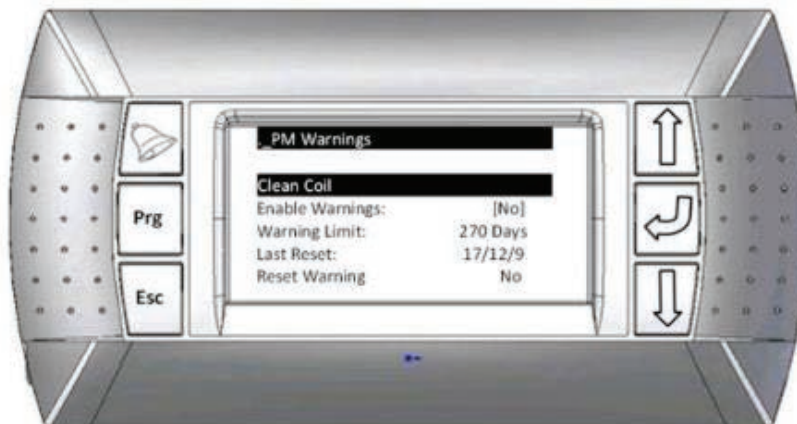 ._PM Warnings
Clean Coil
Enable Warnings: [No]
Warning Limit: 270 Days
Last Reset: 17/12/9
Reset Warning No
Prg
Esc